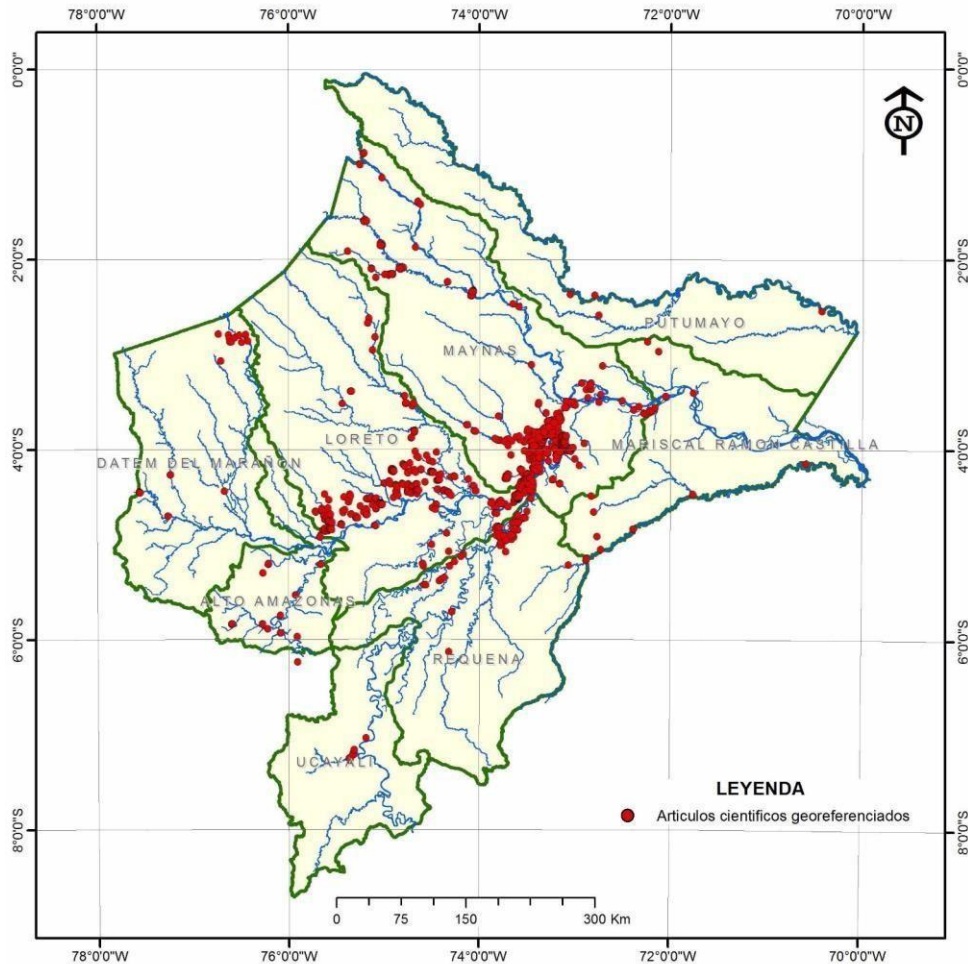 78°0'0"W 76°0'0"W 74°0'0"W 72°0'0"W 70°0'0"W
0°0'0" 0°0'0"S
N
2°0'0"S 2°0'0"S
PUTUMAYO
MAYNAS
LORETO
MARISCAL RAMON CASTILLA
4°0'0"S 4°0'0"S
DATEM DEL MARAÑON
ALTO AMAZONAS
6°0'0"S 6°0'0"S
REQUENA
UCAYALI
LEYENDA
Articulos cientificos georeferenciados
8°0'0"S 8°0'0"S
0 75 150 300 Km
78°0'0"W 76°0'0"W 74°0'0"W 72°0'0"W 70°0'0"W